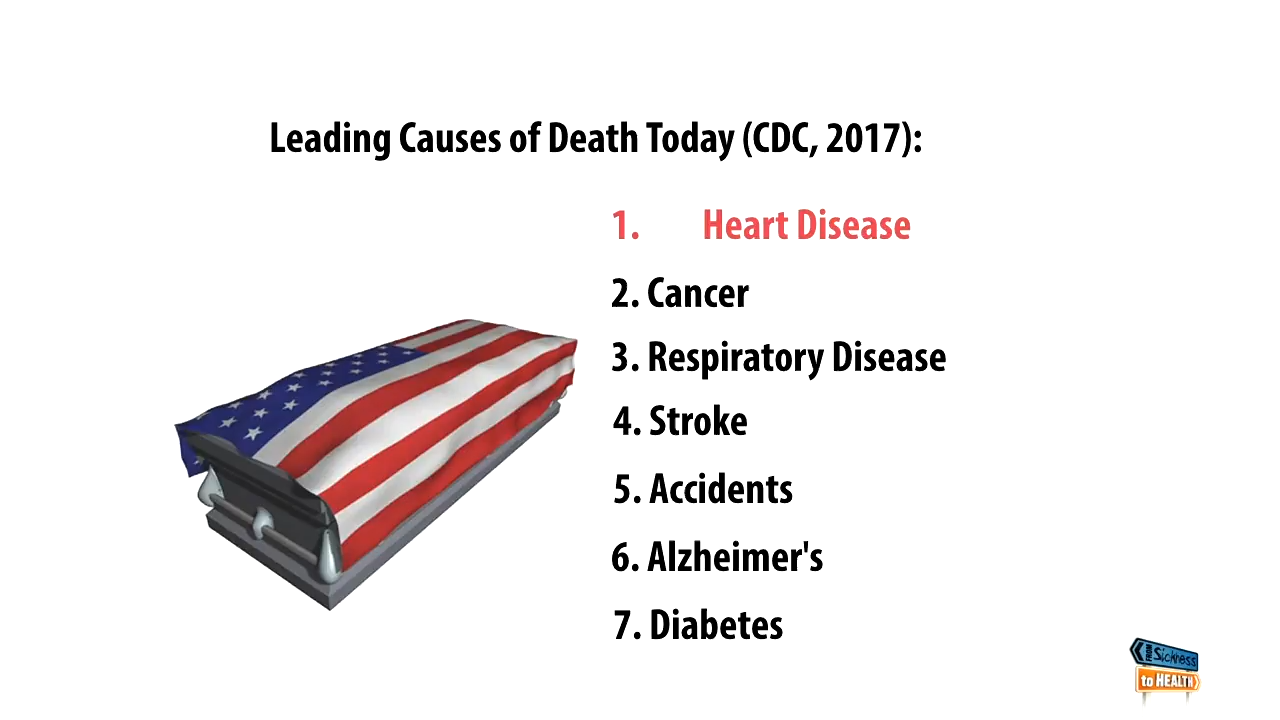 Leading Causes of Death Today (CDC, 2017):
1. Heart Disease
2. Cancer
3. Respiratory Disease
4. Stroke
5. Accidents
6. Alzheimer's
7. Diabetes
FROM Sickness
to HEALTH